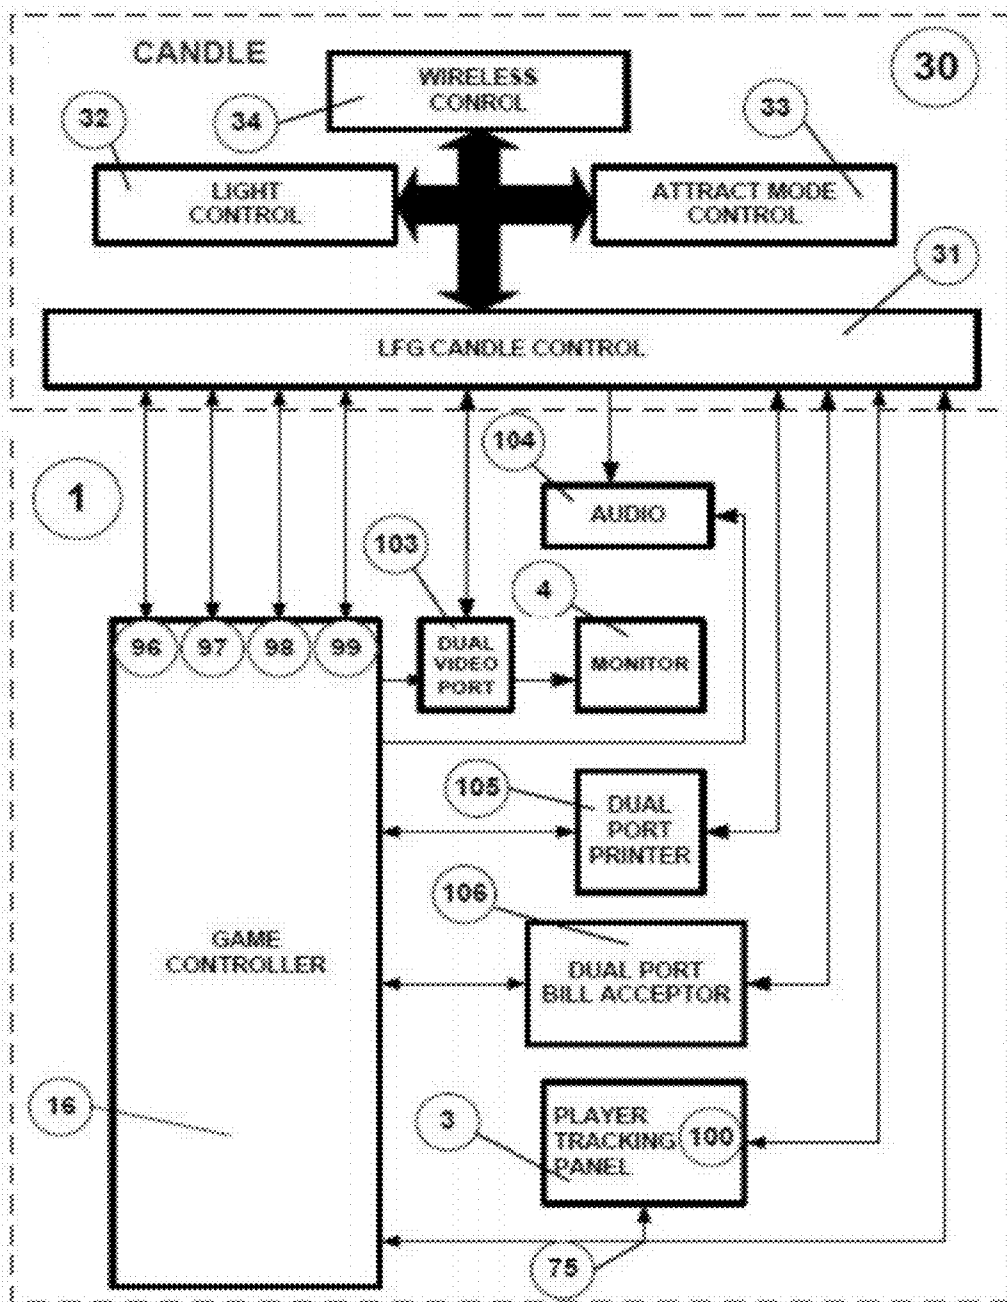 CANDLE
30
WIRELESS
CONROL
34
32
33
LIGHT
CONTROL
ATTRACT MODE
CONTROL
31
LFG CANDLE CONTROL
1
104
AUDIO
103
4
96 97 98 99
DUAL
VIDEO
PORT
MONITOR
105
DUAL
PORT
PRINTER
106
GAME
CONTROLLER
DUAL PORT
BILL ACCEPTOR
16
3
PLAYER
TRACKING
PANEL
100
75